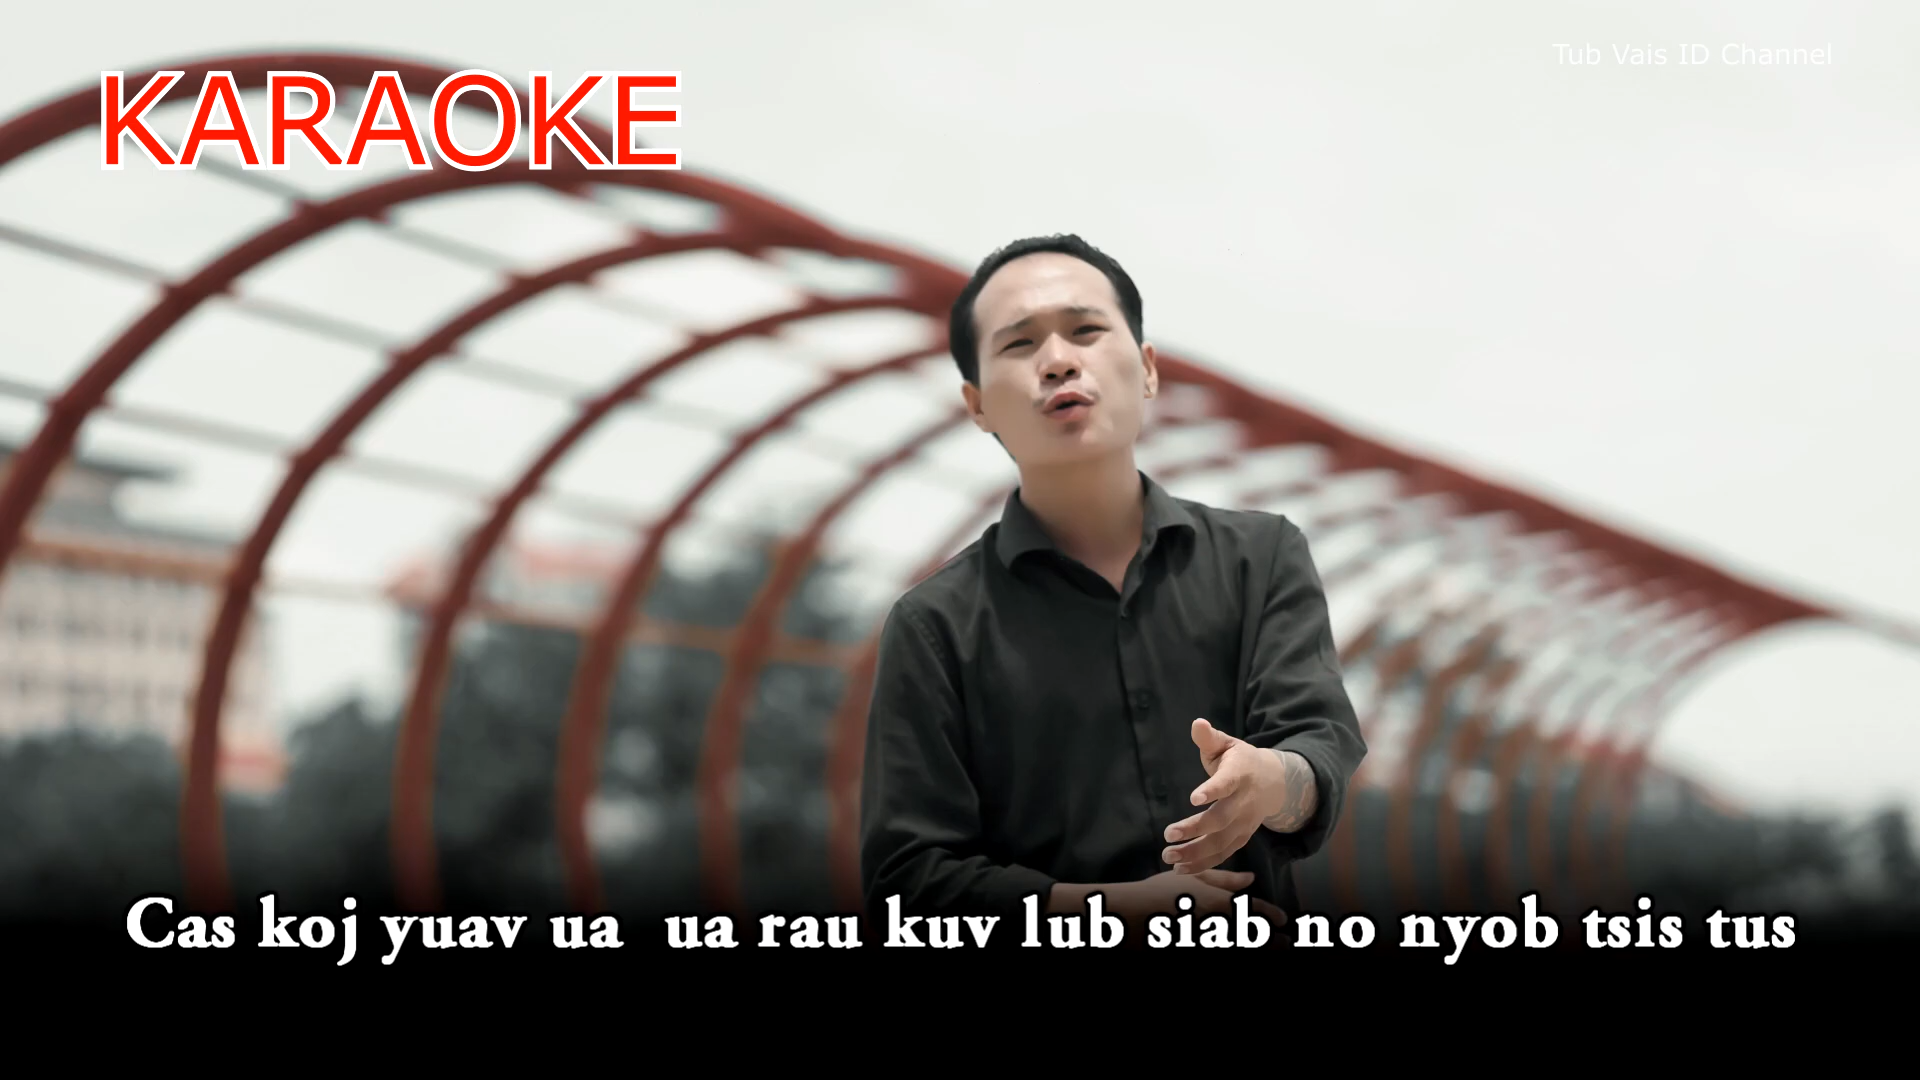 Tub Vais ID Channel
KARAOKE
Cas koj yuav ua ua rau kuv lub siab no nyob tsis tus